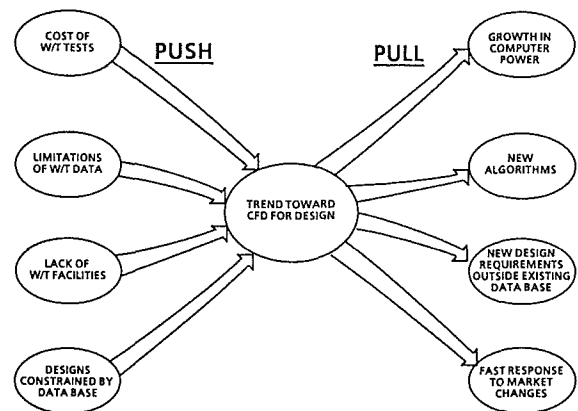 COST OF
W/T TESTS
PUSH
PULL
GROWTH IN
COMPUTER
POWER
LIMITATIONS
OF W/T DATA
TREND TOWARD
CFD FOR DESIGN
NEW
ALGORITHMS
LACK OF
W/T FACILITIES
NEW DESIGN
REQUIREMENTS
OUTSIDE EXISTING
DATA BASE
DESIGNS
CONSTRAINED BY
DATA BASE
FAST RESPONSE
TO MARKET
CHANGES